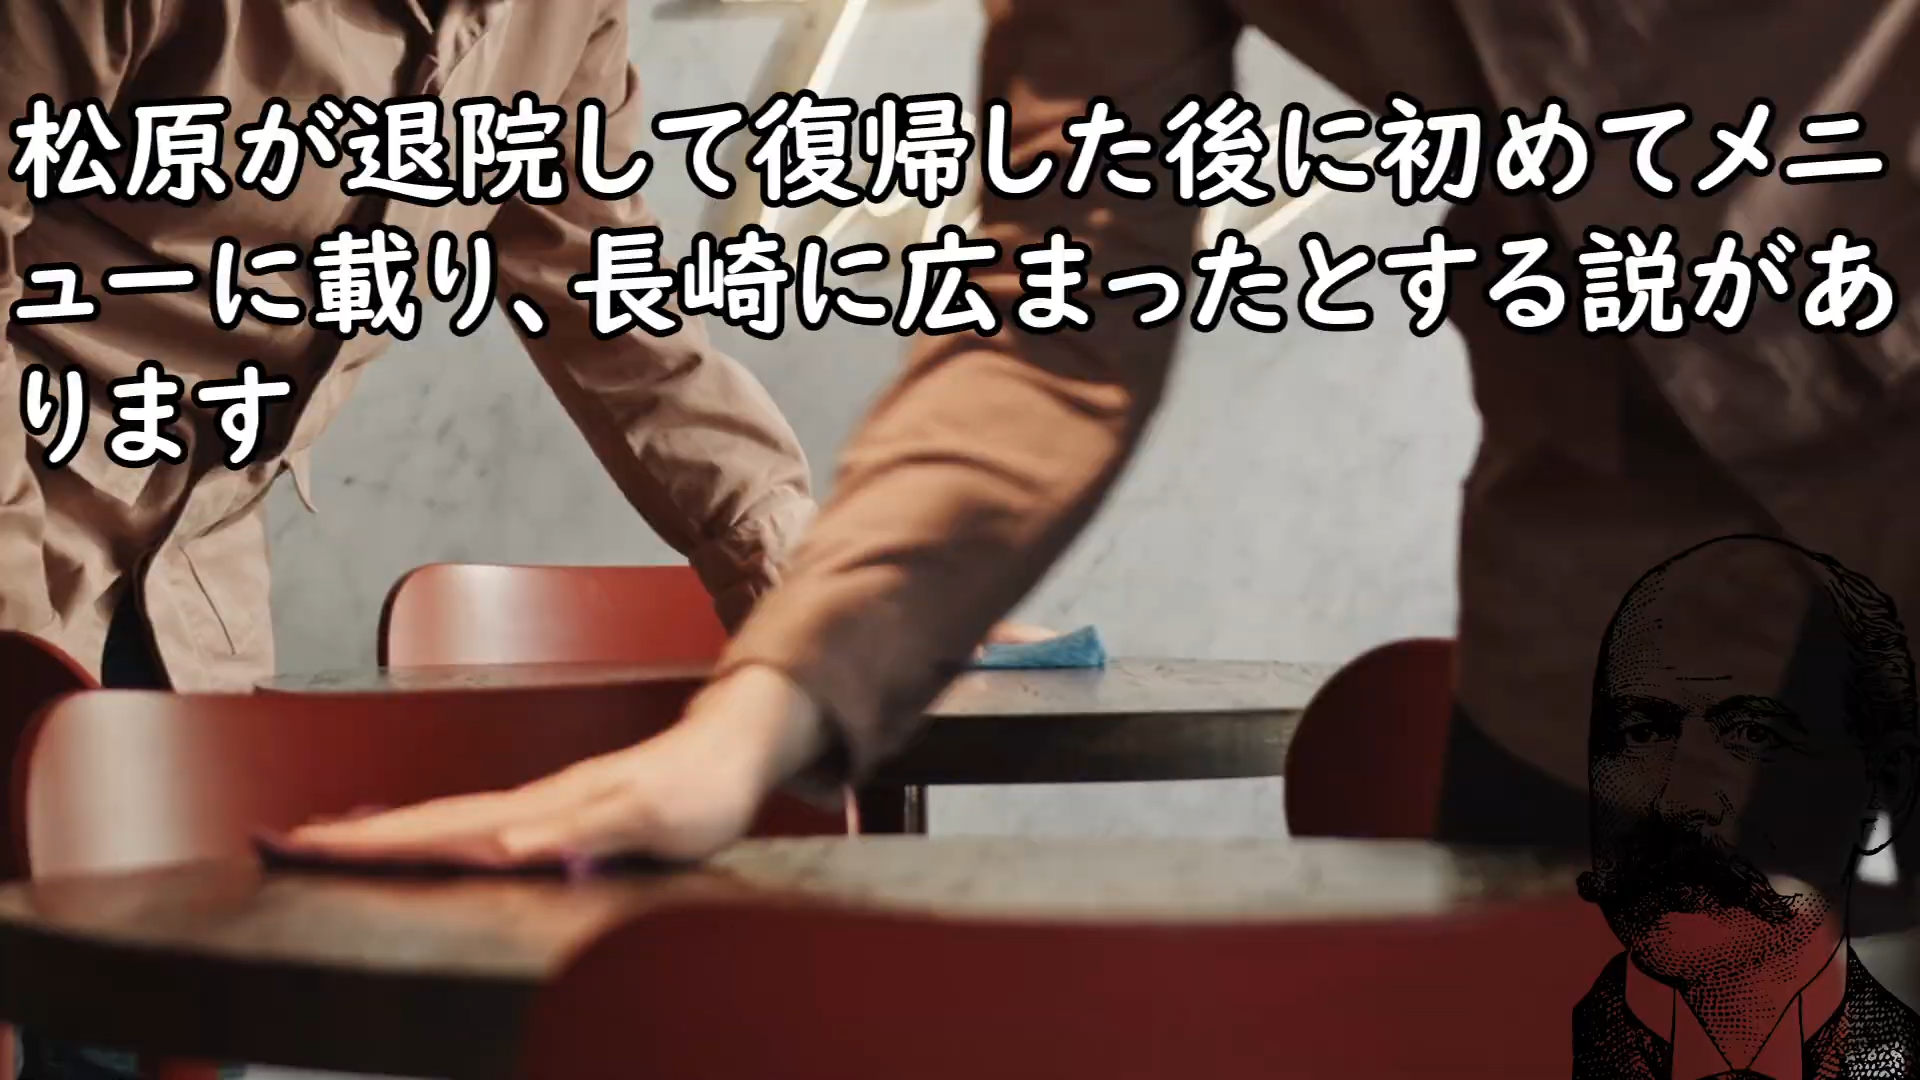 松原が退院して復帰した後に初めてメニ
ューに載り、長崎に広まったとする説があ
ります